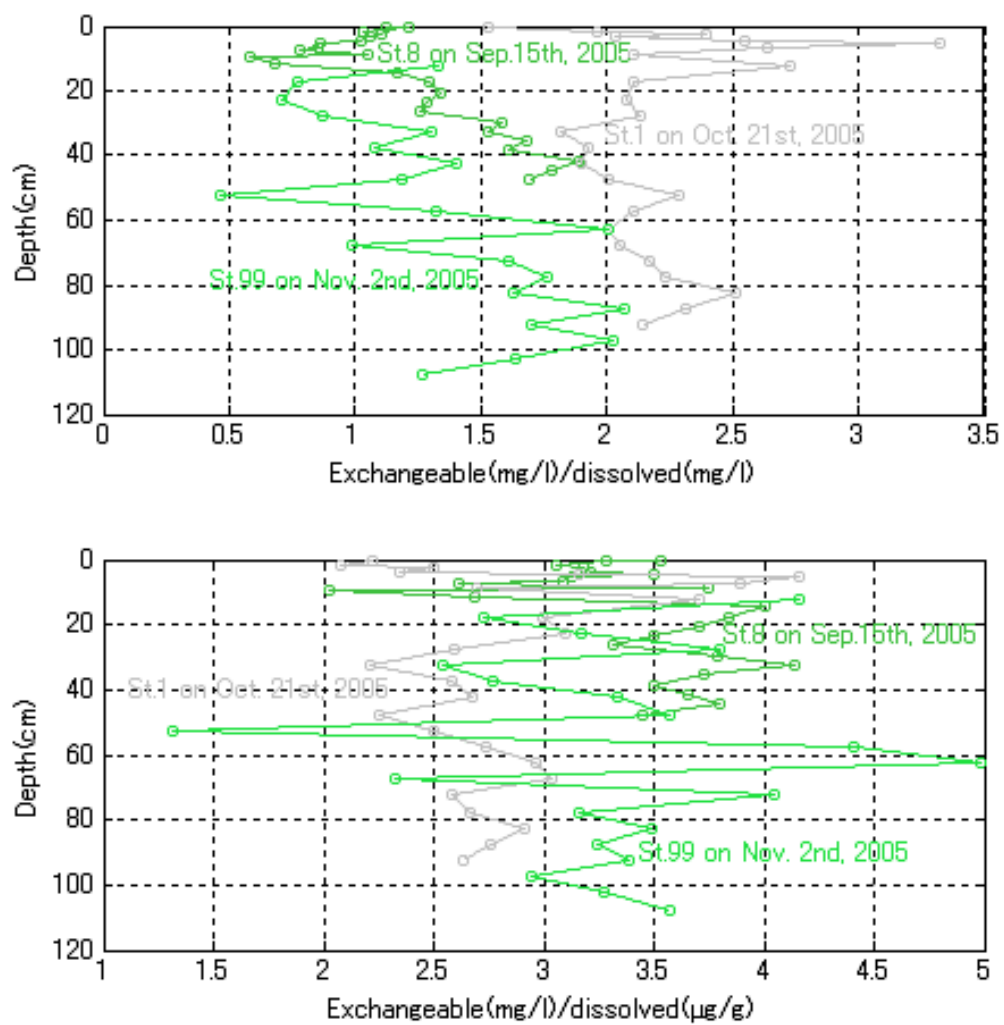 0
20
40
60
80
100
120
Depth(cm)
St.8 on Sep.15th, 2005
St.1 on Oct. 21st, 2005
St.99 on Nov. 2nd, 2005
0 0.5 1 1.5 2 2.5 3 3.5
Exchangeable(mg/l)/dissolved(mg/l)
0
20
40
60
80
100
120
Depth(cm)
St.8 on Sep.15th, 2005
St.1 on Oct. 21st, 2005
St.99 on Nov. 2nd, 2005
1 1.5 2 2.5 3 3.5 4 4.5 5
Exchangeable(mg/l)/dissolved(μg/g)